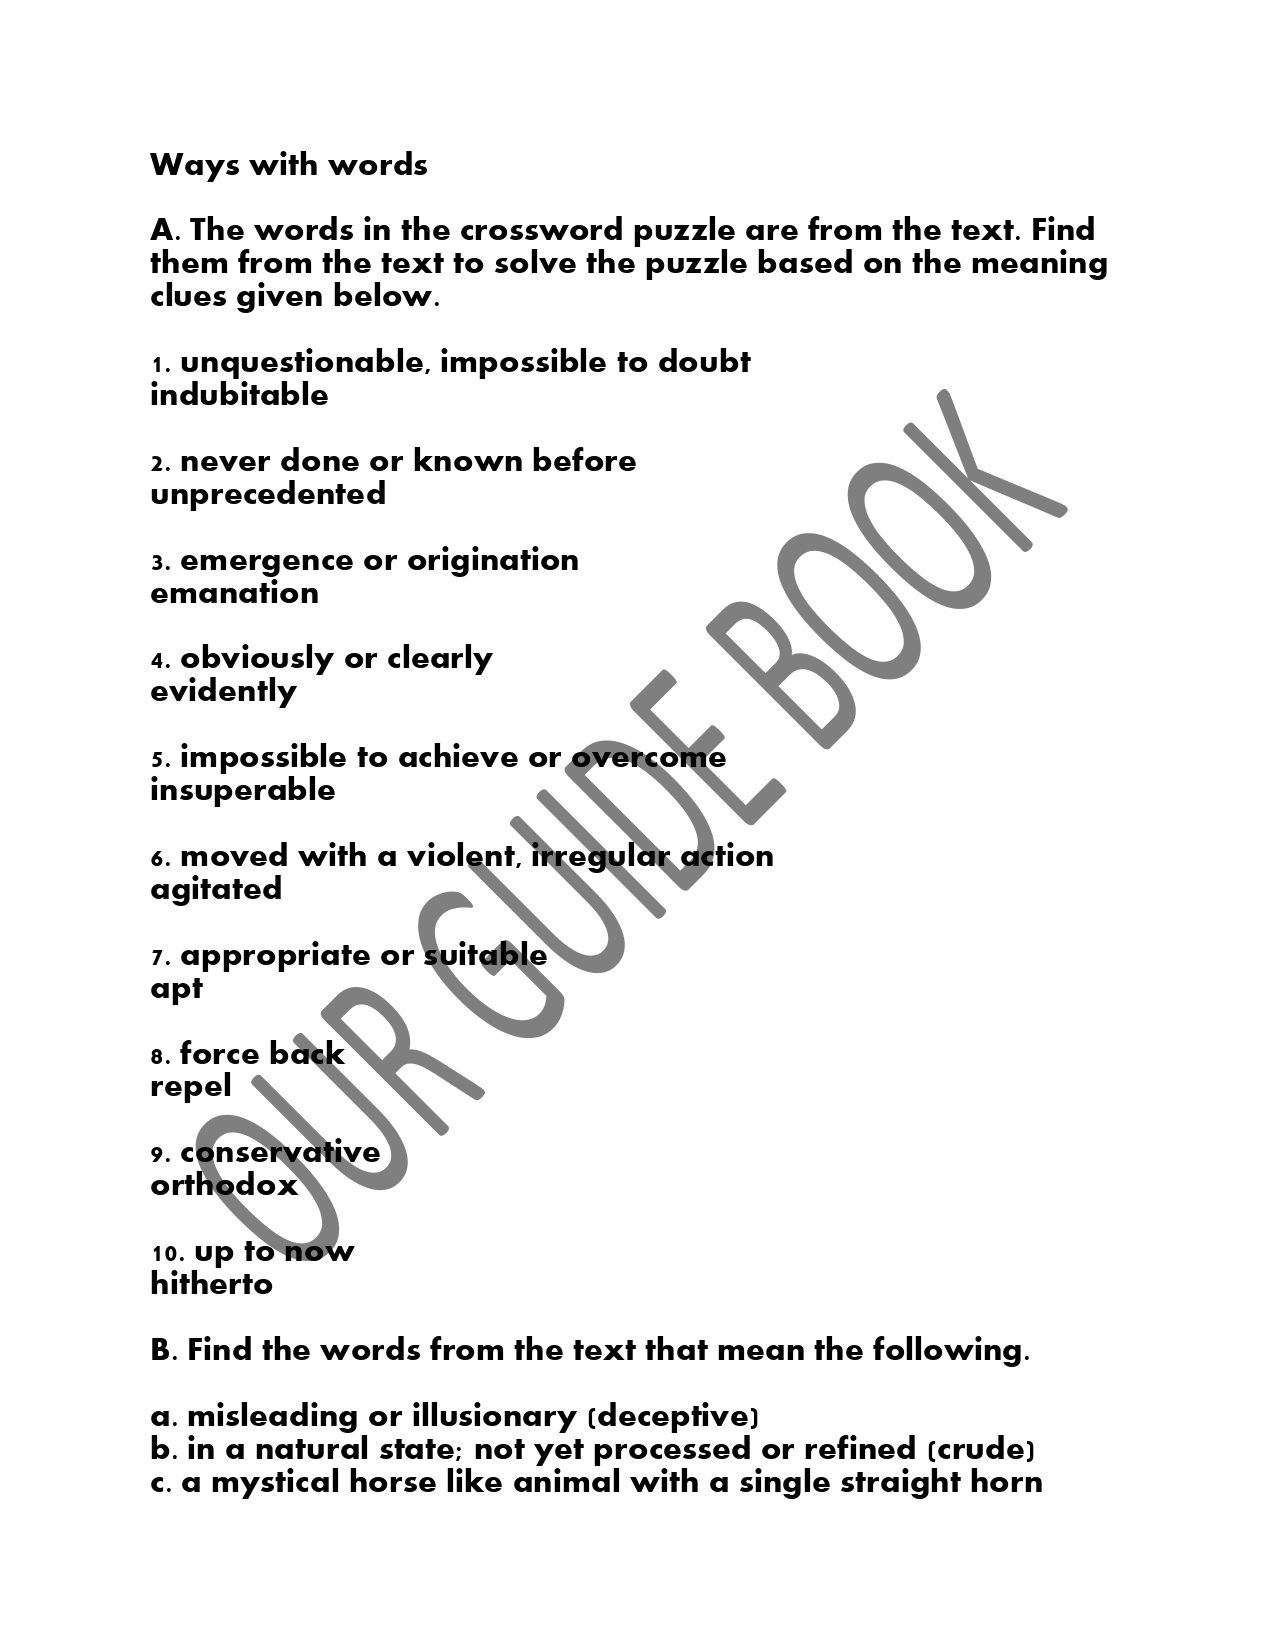 Ways with words
A. The words in the crossword puzzle are from the text. Find
them from the text to solve the puzzle based on the meaning
clues given below.
1. unquestionable, impossible to doubt
indubitable
2. never done or known before
unprecedented
3. emergence or origination
emanation
4. obviously or clearly
evidently
5. impossible to achieve or overcome
insuperable
6. moved with a violent, irregular action
agitated
7. appropriate or suitable
apt
8. force back
repel
9. conservative
orthodox
10. up to now
hitherto
B. Find the words from the text that mean the following.
a. misleading or illusionary (deceptive)
b. in a natural state; not yet processed or refined (crude)
c. a mystical horse like animal with a single straight horn
OUR GUIDE BOOK